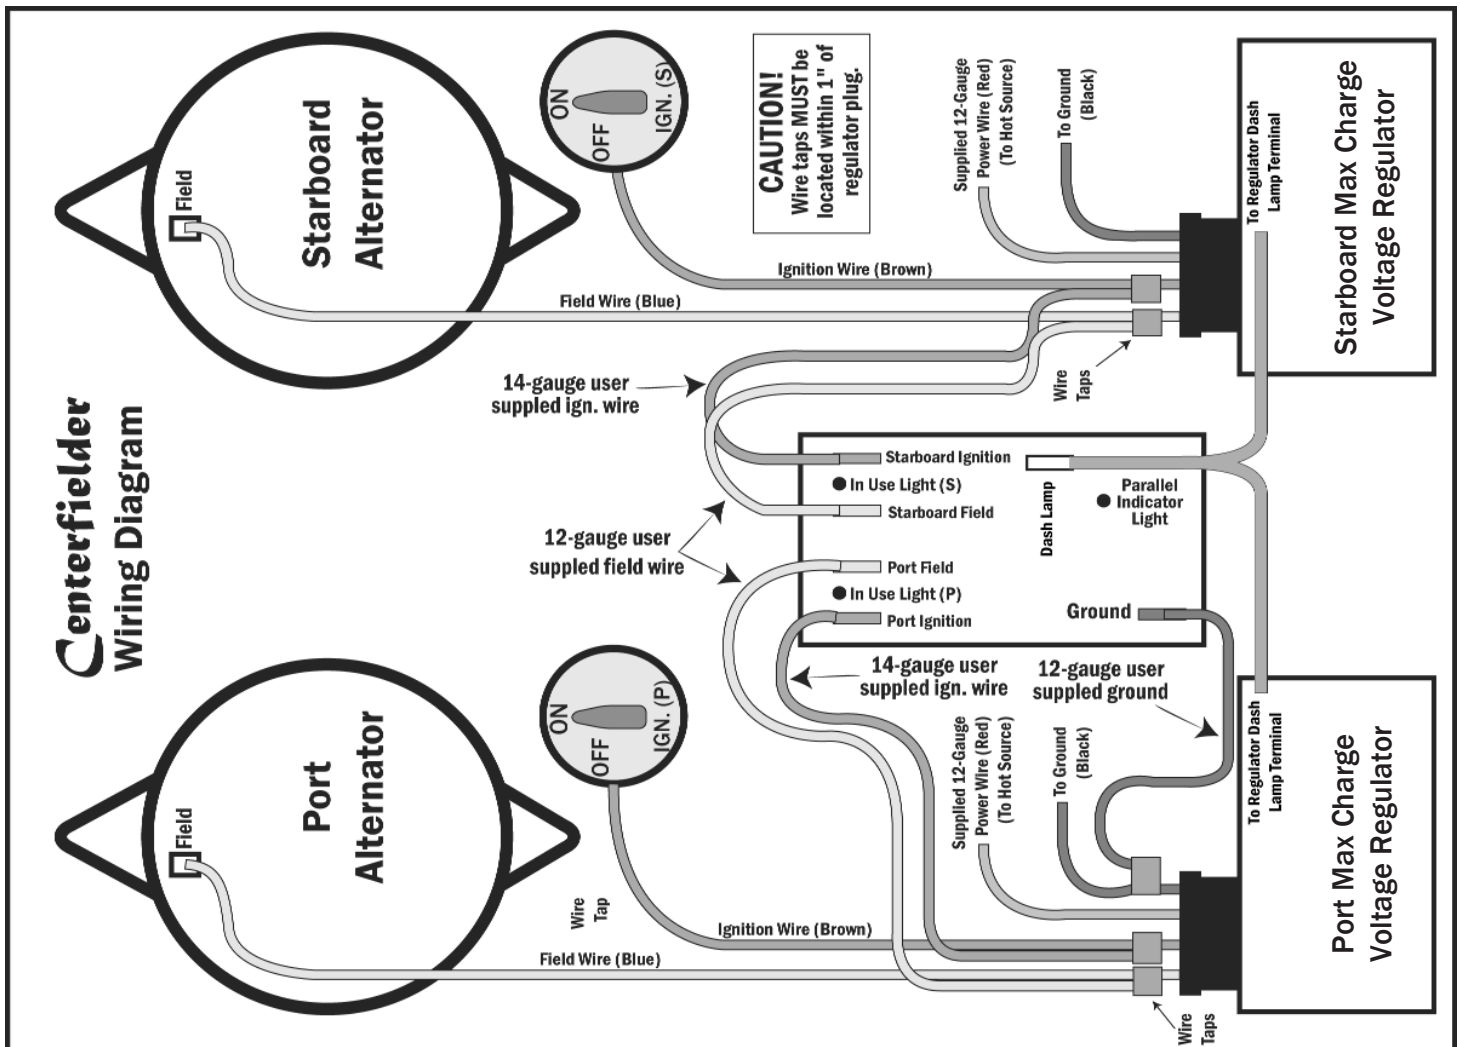 Centerfielder
Wiring Diagram
Starboard
Alternator
Field
ON
OFF
IGN. (S)
CAUTION!
Wire taps MUST be
located within 1" of
regulator plug.
Supplied 12-Gauge
Power Wire (Red)
(To Hot Source)
To Ground
(Black)
To Regulator Dash
Lamp Terminal
Starboard Max Charge
Voltage Regulator
Ignition Wire (Brown)
Field Wire (Blue)
Wire
Taps
14-gauge user
suppled ign. wire
12-gauge user
suppled field wire
Starboard Ignition
In Use Light (S)
Starboard Field
Port Field
In Use Light (P)
Port Ignition
Dash Lamp
Parallel
Indicator
Light
Ground
14-gauge user
suppled ign. wire
12-gauge user
suppled ground
Port
Alternator
Field
ON
OFF
IGN. (P)
Wire
Tap
Ignition Wire (Brown)
Field Wire (Blue)
Supplied 12-Gauge
Power Wire (Red)
(To Hot Source)
To Ground
(Black)
To Regulator Dash
Lamp Terminal
Port Max Charge
Voltage Regulator
Wire
Taps